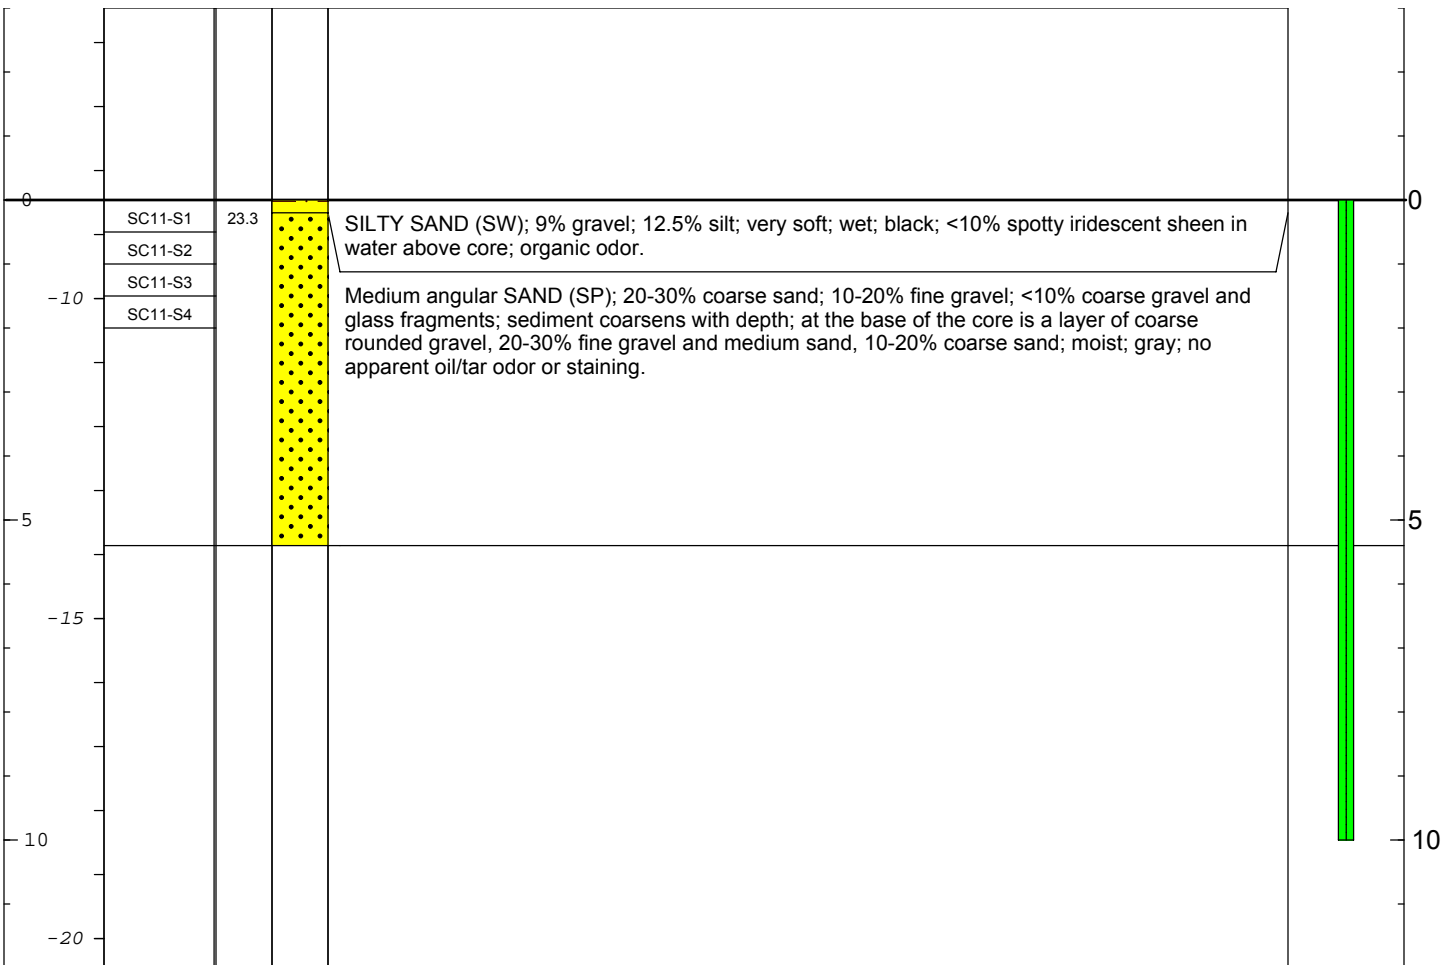 0
0
SC11-S1 23.3
SILTY SAND (SW); 9% gravel; 12.5% silt; very soft; wet; black; <10% spotty iridescent sheen in
water above core; organic odor.
SC11-S2
SC11-S3
-10
Medium angular SAND (SP); 20-30% coarse sand; 10-20% fine gravel; <10% coarse gravel and
glass fragments; sediment coarsens with depth; at the base of the core is a layer of coarse
rounded gravel, 20-30% fine gravel and medium sand, 10-20% coarse sand; moist; gray; no
apparent oil/tar odor or staining.
SC11-S4
5
5
-15
10
10
-20